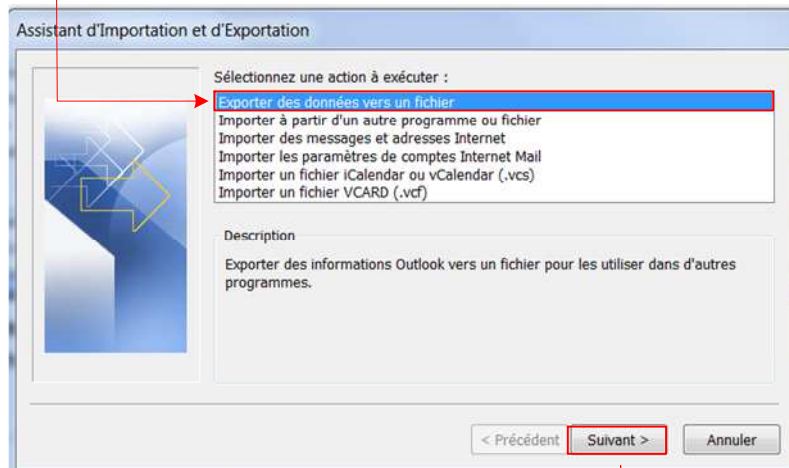 Assistant d'Importation et d'Exportation
Sélectionnez une action à exécuter :
Exporter des données vers un fichier
Importer à partir d'un autre programme ou fichier
Importer des messages et adresses Internet
Importer les paramètres de comptes Internet Mail
Importer un fichier iCalendar ou vCalendar (.vcs)
Importer un fichier VCARD (.vcf)
Description
Exporter des informations Outlook vers un fichier pour les utiliser dans d'autres
programmes.
< Précédent Suivant > Annuler